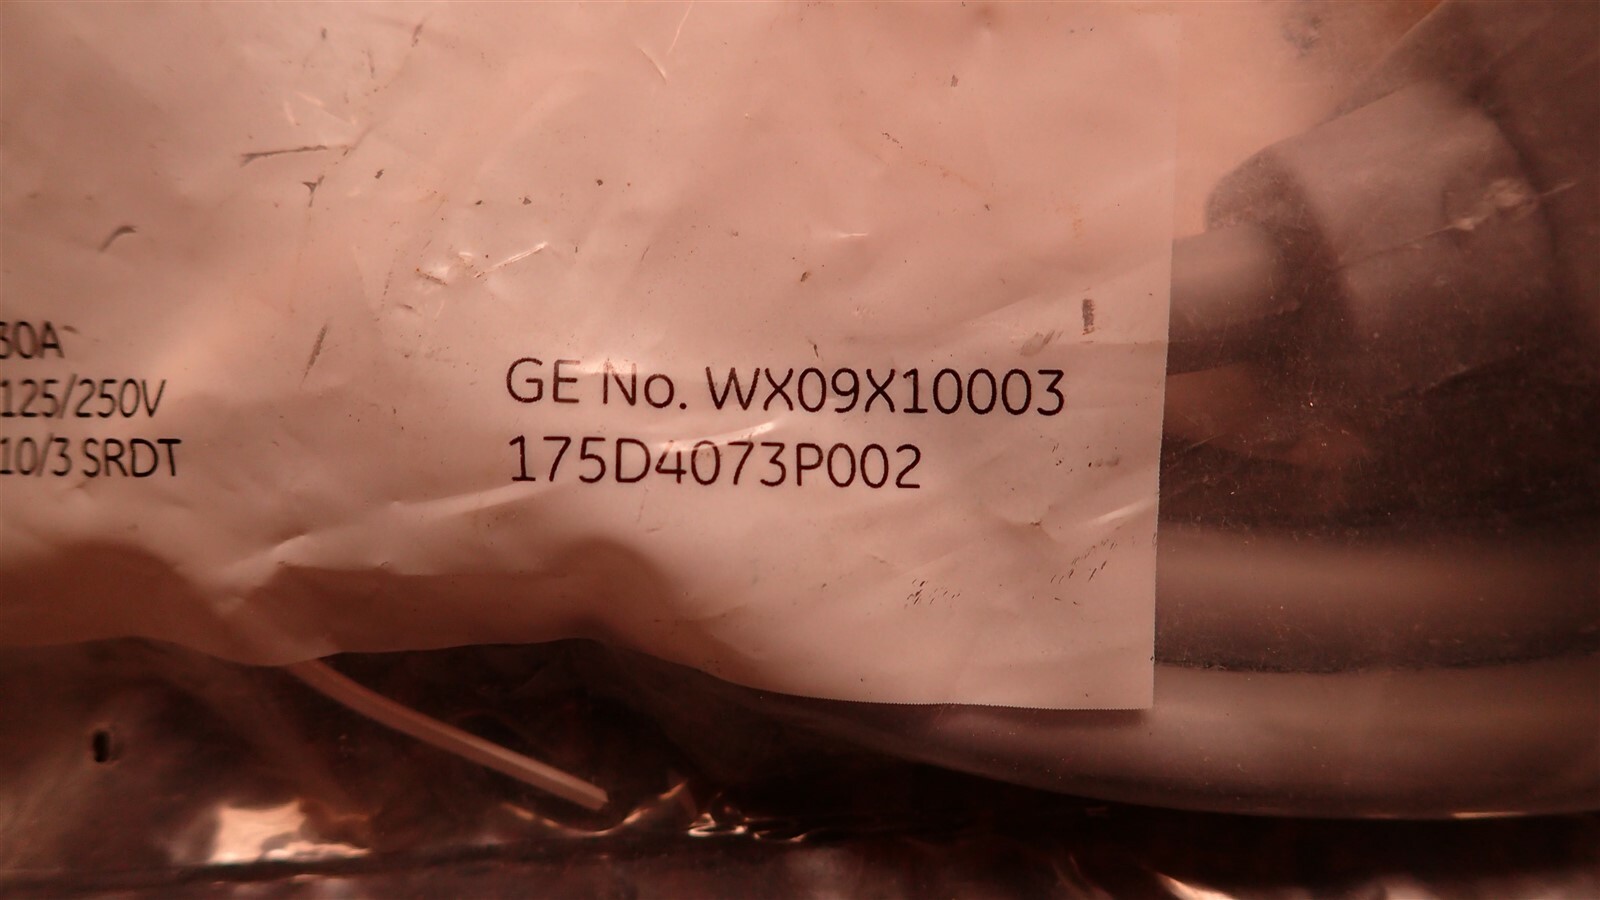 30A
125/250V
10/3 SRDT
GE No. WX09X10003
175D4073P002